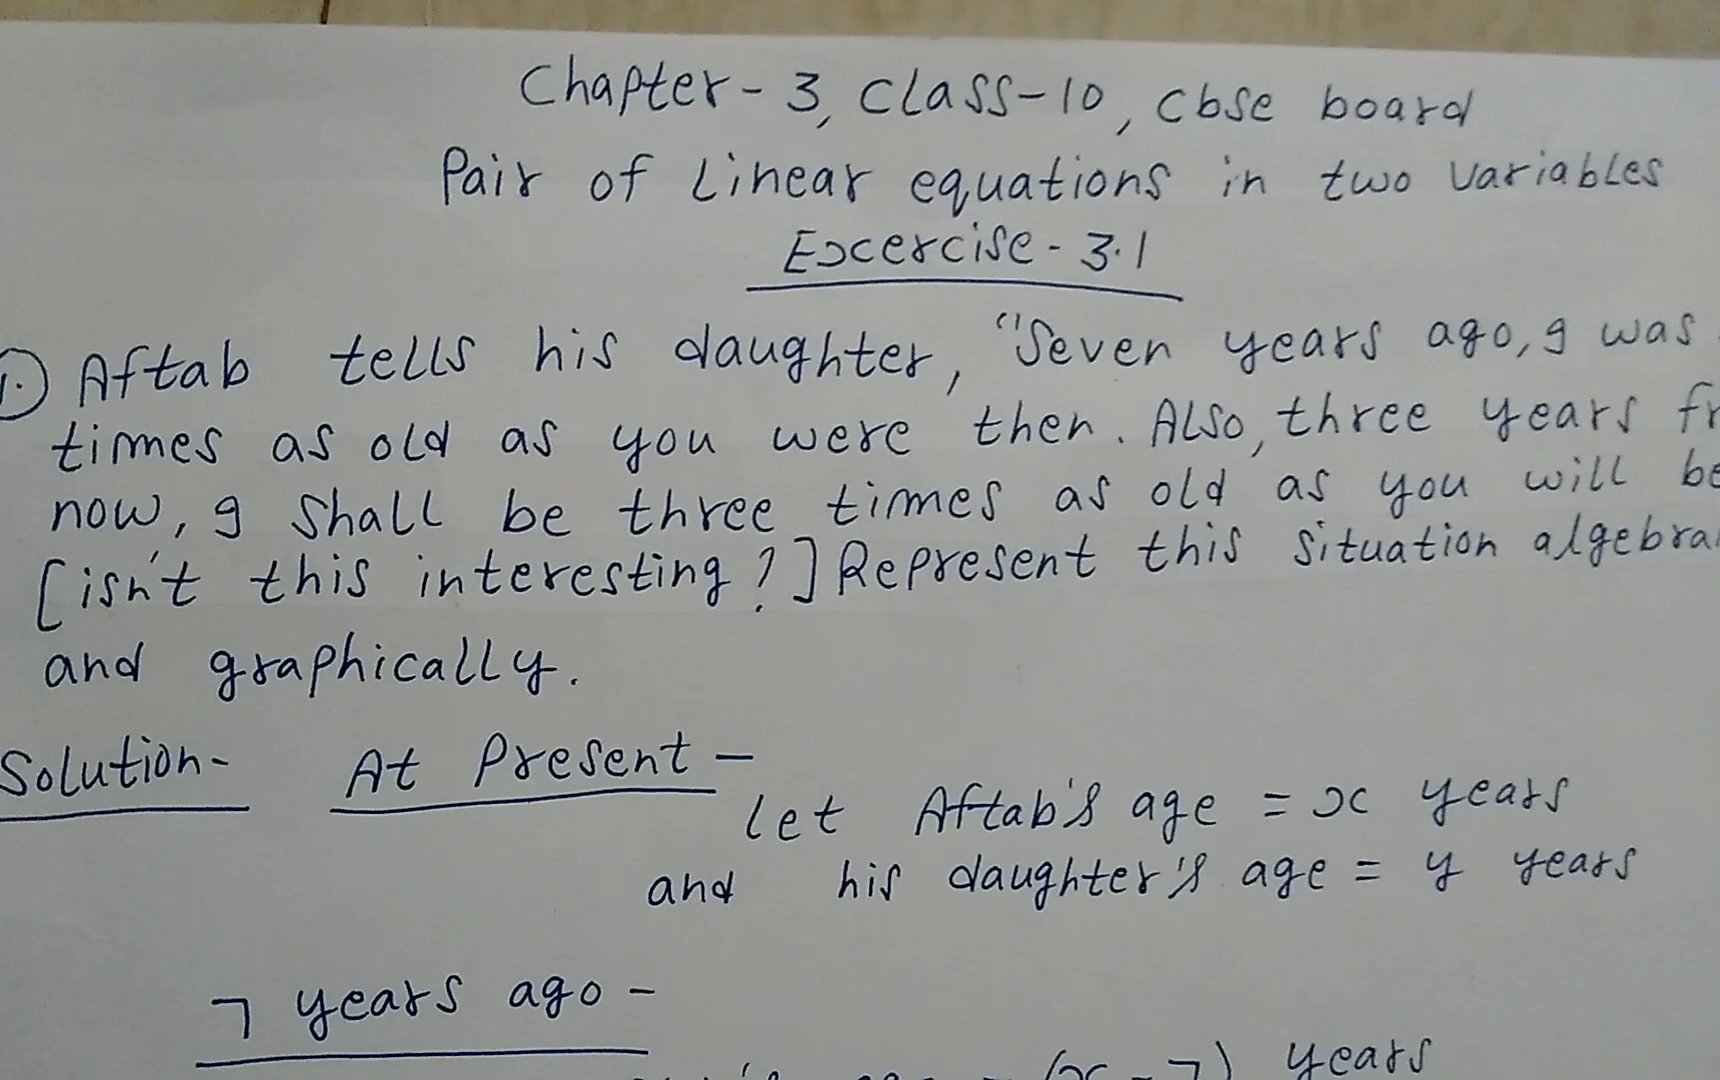 Chapter - 3, Class - 10, Cbse board
Pair of Linear equations in two variables
Excercise - 3.1
1. Aftab tells his daughter, "Seven years ago, I was
times as old as you were then. Also, three years
now, I shall be three times as old as you will be
[isn't this interesting?] Represent this situation
and graphically.
Solution - At Present -
Let Aftab's age = x years
and his daughter's age = y years
7 years ago -
age = (x - 7) years